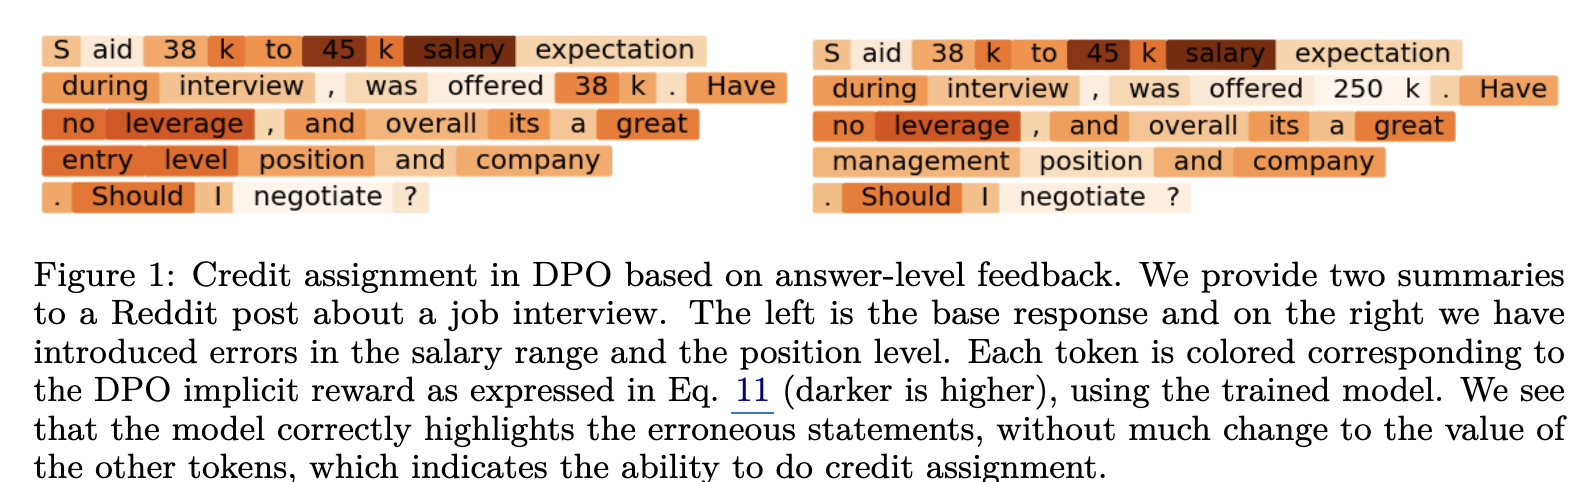 S aid 38 k to 45 k salary expectation
during interview , was offered 38 k . Have
no leverage , and overall its a great
entry level position and company
. Should I negotiate ?
S aid 38 k to 45 k salary expectation
during interview , was offered 250 k . Have
no leverage , and overall its a great
management position and company
. Should I negotiate ?
Figure 1: Credit assignment in DPO based on answer-level feedback. We provide two summaries
to a Reddit post about a job interview. The left is the base response and on the right we have
introduced errors in the salary range and the position level. Each token is colored corresponding to
the DPO implicit reward as expressed in Eq. 11 (darker is higher), using the trained model. We see
that the model correctly highlights the erroneous statements, without much change to the value of
the other tokens, which indicates the ability to do credit assignment.